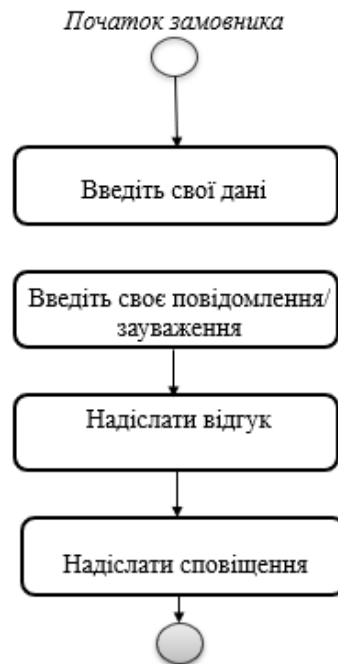 Початок замовника
Введіть свої дані
Введіть своє повідомлення/
зауваження
Надіслати відгук
Надіслати сповіщення